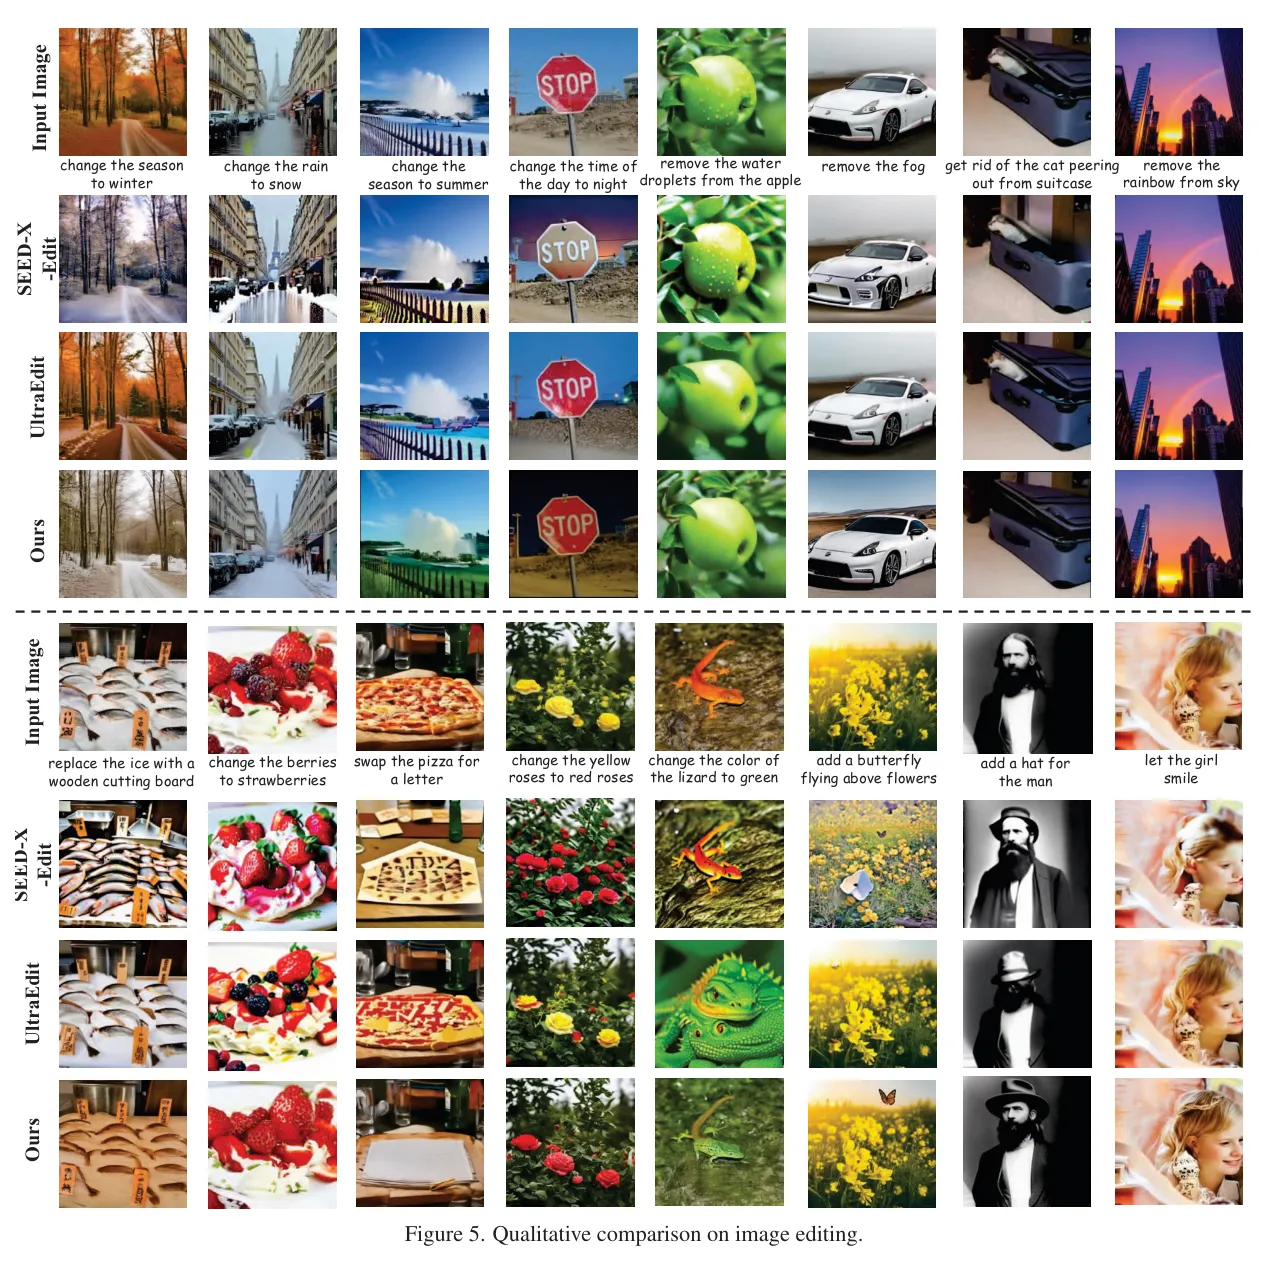 Input Image
change the season
to winter
change the rain
to snow
change the
season to summer
STOP
change the time of
the day to night
remove the water
droplets from the apple
remove the fog
get rid of the cat peering
out from suitcase
remove the
rainbow from sky
SEED-X
-Edit
STOP
UltraEdit
STOP
Ours
STOP
Input Image
replace the ice with a
wooden cutting board
change the berries
to strawberries
swap the pizza for
a letter
change the yellow
roses to red roses
change the color of
the lizard to green
add a butterfly
flying above flowers
add a hat for
the man
let the girl
smile
SEED-X
-Edit
UltraEdit
Ours
Figure 5. Qualitative comparison on image editing.